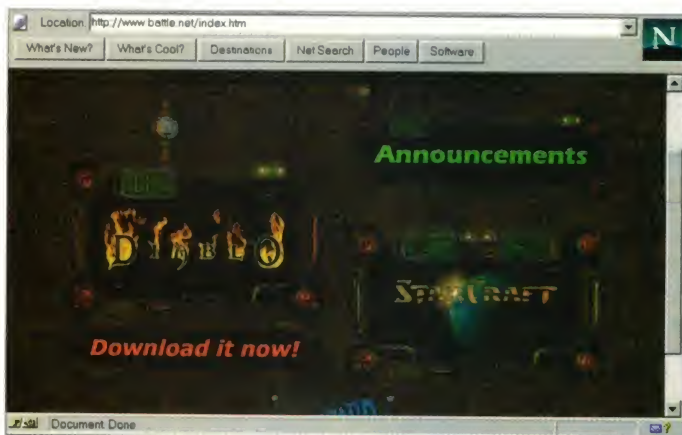 Location: http://www.battle.net/index.htm
N
What's New? What's Cool? Destinations Net Search People Software
Announcements
DIABLO
STARCRAFT
Download it now!
Document Done